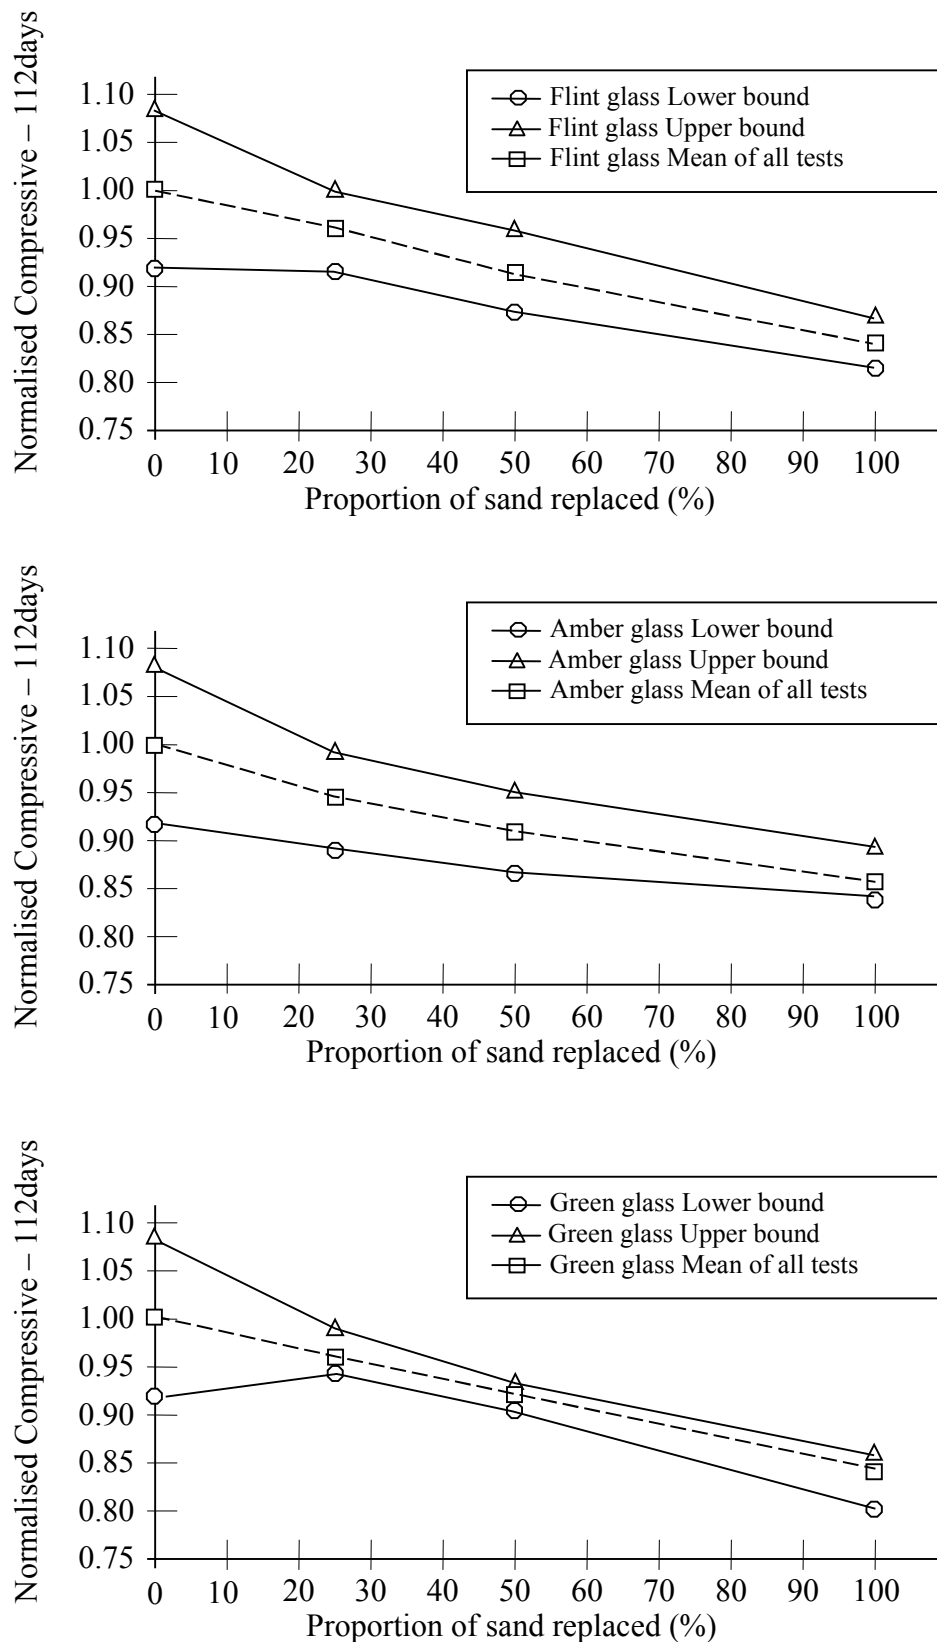 Normalised Compressive – 112days
Flint glass Lower bound
Flint glass Upper bound
Flint glass Mean of all tests
1.10
1.05
1.00
0.95
0.90
0.85
0.80
0.75
0 10 20 30 40 50 60 70 80 90 100
Proportion of sand replaced (%)
Normalised Compressive – 112days
Amber glass Lower bound
Amber glass Upper bound
Amber glass Mean of all tests
1.10
1.05
1.00
0.95
0.90
0.85
0.80
0.75
0 10 20 30 40 50 60 70 80 90 100
Proportion of sand replaced (%)
Normalised Compressive – 112days
Green glass Lower bound
Green glass Upper bound
Green glass Mean of all tests
1.10
1.05
1.00
0.95
0.90
0.85
0.80
0.75
0 10 20 30 40 50 60 70 80 90 100
Proportion of sand replaced (%)